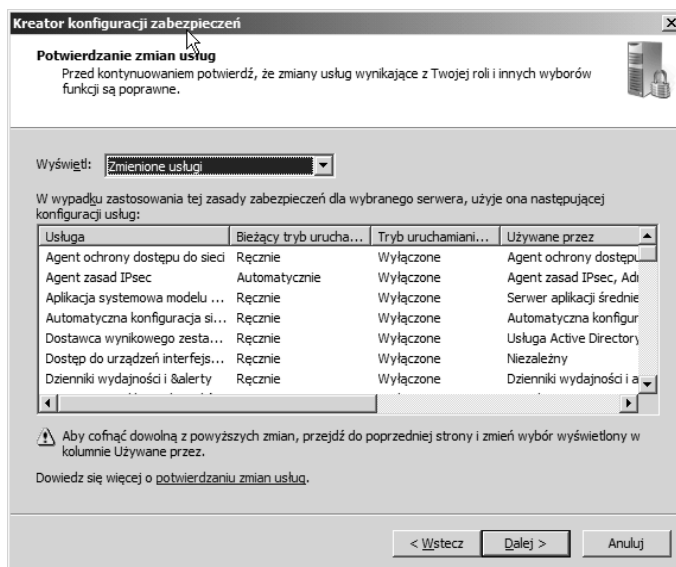 Kreator konfiguracji zabezpieczeń
Potwierdzanie zmian usług
Przed kontynuowaniem potwierdź, że zmiany usług wynikające z Twojej roli i innych wyborów
funkcji są poprawne.
Wyświetl: Zmienione usługi
W wypadku zastosowania tej zasady zabezpieczeń dla wybranego serwera, użyje ona następującej
konfiguracji usług:
Usługa Bieżący tryb urucha... Tryb uruchamiani... Używane przez
Agent ochrony dostępu do sieci Ręcznie Wyłączone Agent ochrony dostępu
Agent zasad IPsec Automatycznie Wyłączone Agent zasad IPsec, Adm
Aplikacja systemowa modelu ... Ręcznie Wyłączone Serwer aplikacji średnie
Automatyczna konfiguracja si... Ręcznie Wyłączone Automatyczna konfigur
Dostawca wynikowego zesta... Ręcznie Wyłączone Usługa Active Directory
Dostęp do urządzeń interfejs... Ręcznie Wyłączone Niezależny
Dzienniki wydajności i &alerty Ręcznie Wyłączone Dzienniki wydajności i a
Aby cofnąć dowolną z powyższych zmian, przejdź do poprzedniej strony i zmień wybór wyświetlony w
kolumnie Używane przez.
Dowiedz się więcej o potwierdzaniu zmian usług.
< Wstecz Dalej > Anuluj